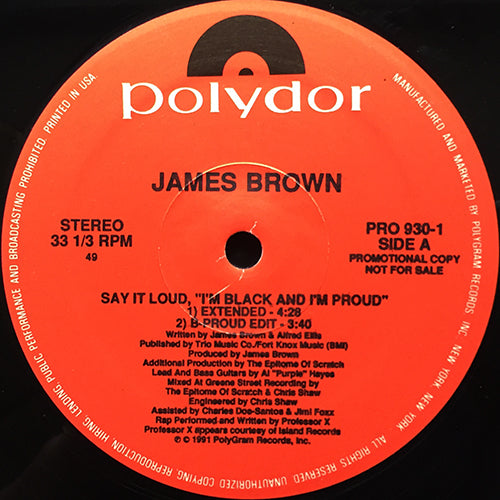 polydor
JAMES BROWN
STEREO
33 1/3 RPM
49
PRO 930-1
SIDE A
PROMOTIONAL COPY
NOT FOR SALE
SAY IT LOUD, "I'M BLACK AND I'M PROUD"
1) EXTENDED - 4:28
2) B-PROUD EDIT - 3:40
Written by James Brown & Alfred Ellis
Published by Trio Music Co./Fort Knox Music (BMI)
Produced by James Brown
Additional Production by The Epitome Of Scratch
Lead And Bass Guitars by Al "Purple" Hayes
Mixed At Greene Street Recording by
The Epitome Of Scratch & Chris Shaw
Engineered by Chris Shaw
Assisted by Charles Doe-Santos & Jimi Foxx
Rap Performed and Written by Professor X
Professor X appears courtesy of Island Records
℗ © 1991 PolyGram Records, Inc.
MANUFACTURED AND MARKETED BY POLYGRAM RECORDS, INC. NEW YORK, NEW YORK.
ALL RIGHTS RESERVED. UNAUTHORIZED COPYING, REPRODUCTION, HIRING, LENDING, PUBLIC PERFORMANCE AND BROADCASTING PROHIBITED. PRINTED IN USA